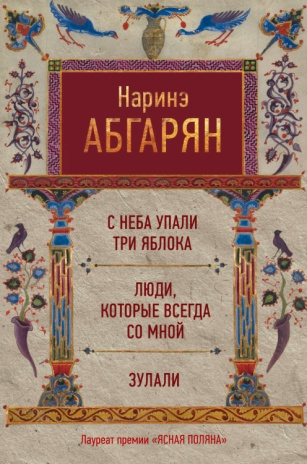 Наринэ
АБГАРЯН
С НЕБА УПАЛИ
ТРИ ЯБЛОКА
ЛЮДИ,
КОТОРЫЕ ВСЕГДА
СО МНОЙ
ЗУЛАЛИ
Лауреат премии «ЯСНАЯ ПОЛЯНА»